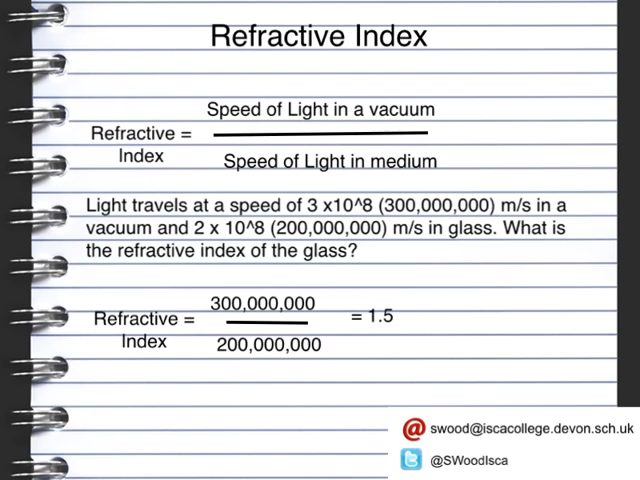 Refractive Index
Speed of Light in a vacuum
Refractive =
Index
Speed of Light in medium
Light travels at a speed of 3 x10^8 (300,000,000) m/s in a
vacuum and 2 x 10^8 (200,000,000) m/s in glass. What is
the refractive index of the glass?
300,000,000
Refractive =
Index
= 1.5
200,000,000
@ swood@iscacollege.devon.sch.uk
@SWoodIsca